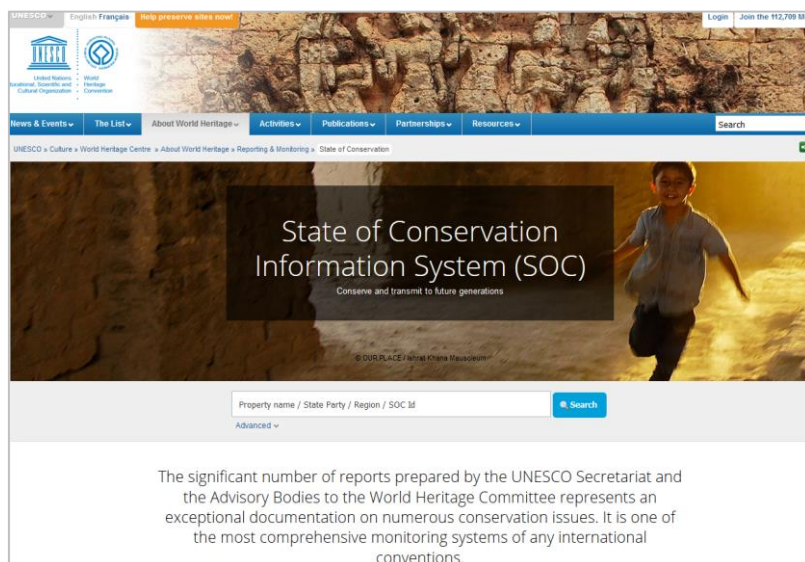 UNESCO English Français Help preserve sites now! Login Join the 112,709 M
United Nations
ucational, Scientific and
Cultural Organization
World
Heritage
Convention
News & Events The List About World Heritage Activities Publications Partnerships Resources Search
UNESCO » Culture » World Heritage Centre » About World Heritage » Reporting & Monitoring » State of Conservation
State of Conservation
Information System (SOC)
Conserve and transmit to future generations
© OUR PLACE / Ishrat Khana Mausoleum
Property name / State Party / Region / SOC Id Search
Advanced
The significant number of reports prepared by the UNESCO Secretariat and
the Advisory Bodies to the World Heritage Committee represents an
exceptional documentation on numerous conservation issues. It is one of
the most comprehensive monitoring systems of any international
conventions.